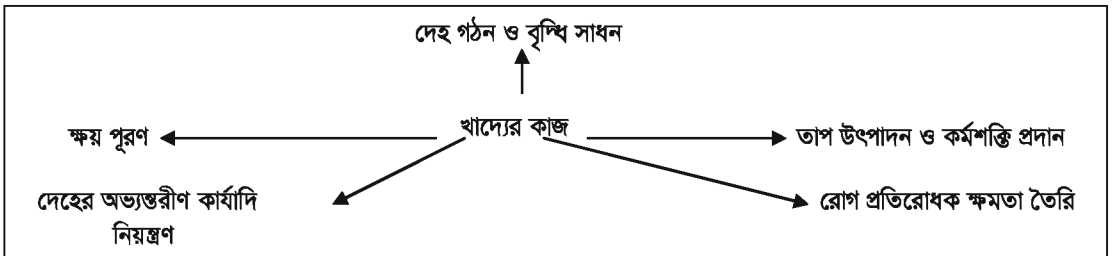 দেহ গঠন ও বৃদ্ধি সাধন
খাদ্যের কাজ
ক্ষয় পূরণ
তাপ উৎপাদন ও কর্মশক্তি প্রদান
দেহের অভ্যন্তরীণ কার্যাদি
নিয়ন্ত্রণ
রোগ প্রতিরোধক ক্ষমতা তৈরি